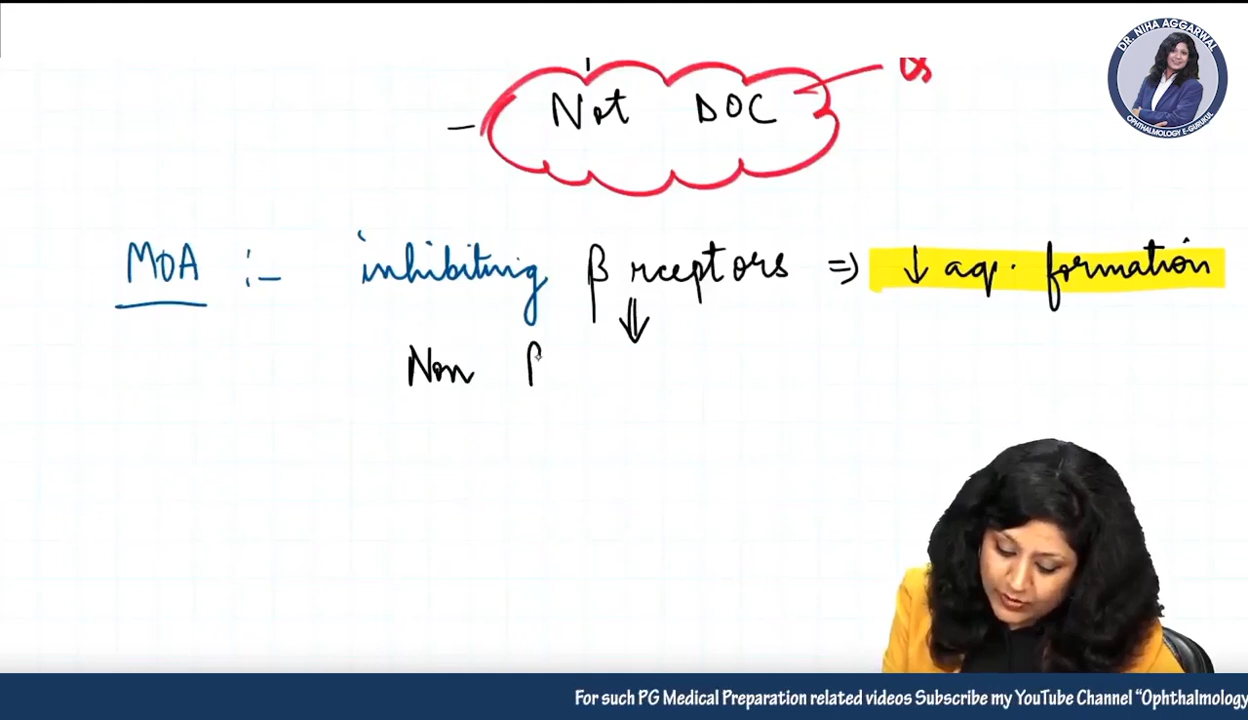 DR. NIHA AGGARWAL
OPHTHALMOLOGY E-GURUKUL
- Not DOC
MOA :- inhibiting β rceptors ⇒ ↓ aq. formation
⇓
Non β
For such PG Medical Preparation related videos Subscribe my YouTube Channel "Ophthalmology